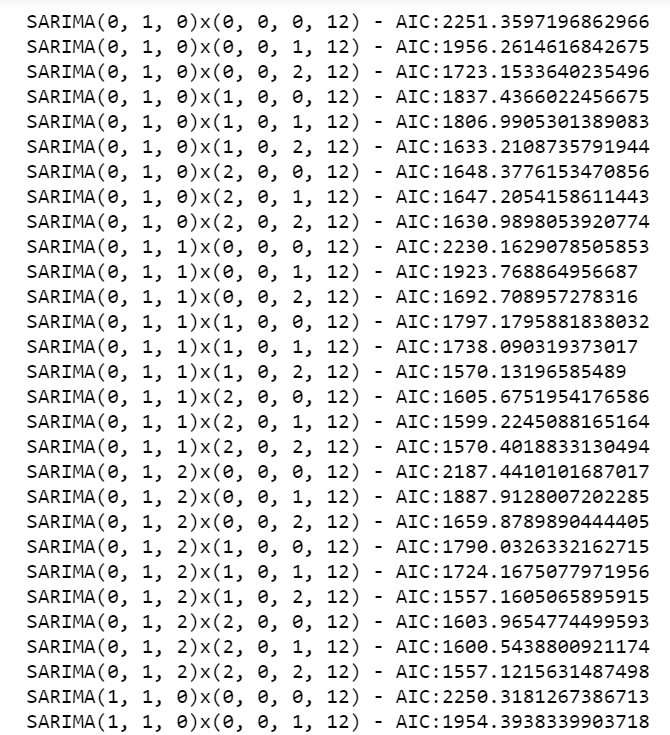 SARIMA(0, 1, 0)x(0, 0, 0, 12) - AIC:2251.3597196862966
SARIMA(0, 1, 0)x(0, 0, 1, 12) - AIC:1956.2614616842675
SARIMA(0, 1, 0)x(0, 0, 2, 12) - AIC:1723.1533640235496
SARIMA(0, 1, 0)x(1, 0, 0, 12) - AIC:1837.4366022456675
SARIMA(0, 1, 0)x(1, 0, 1, 12) - AIC:1806.9905301389083
SARIMA(0, 1, 0)x(1, 0, 2, 12) - AIC:1633.2108735791944
SARIMA(0, 1, 0)x(2, 0, 0, 12) - AIC:1648.3776153470856
SARIMA(0, 1, 0)x(2, 0, 1, 12) - AIC:1647.2054158611443
SARIMA(0, 1, 0)x(2, 0, 2, 12) - AIC:1630.9898053920774
SARIMA(0, 1, 1)x(0, 0, 0, 12) - AIC:2230.1629078505853
SARIMA(0, 1, 1)x(0, 0, 1, 12) - AIC:1923.768864956687
SARIMA(0, 1, 1)x(0, 0, 2, 12) - AIC:1692.708957278316
SARIMA(0, 1, 1)x(1, 0, 0, 12) - AIC:1797.1795881838032
SARIMA(0, 1, 1)x(1, 0, 1, 12) - AIC:1738.090319373017
SARIMA(0, 1, 1)x(1, 0, 2, 12) - AIC:1570.13196585489
SARIMA(0, 1, 1)x(2, 0, 0, 12) - AIC:1605.6751954176586
SARIMA(0, 1, 1)x(2, 0, 1, 12) - AIC:1599.2245088165164
SARIMA(0, 1, 1)x(2, 0, 2, 12) - AIC:1570.4018833130494
SARIMA(0, 1, 2)x(0, 0, 0, 12) - AIC:2187.4410101687017
SARIMA(0, 1, 2)x(0, 0, 1, 12) - AIC:1887.9128007202285
SARIMA(0, 1, 2)x(0, 0, 2, 12) - AIC:1659.8789890444405
SARIMA(0, 1, 2)x(1, 0, 0, 12) - AIC:1790.0326332162715
SARIMA(0, 1, 2)x(1, 0, 1, 12) - AIC:1724.1675077971956
SARIMA(0, 1, 2)x(1, 0, 2, 12) - AIC:1557.1605065895915
SARIMA(0, 1, 2)x(2, 0, 0, 12) - AIC:1603.9654774499593
SARIMA(0, 1, 2)x(2, 0, 1, 12) - AIC:1600.5438800921174
SARIMA(0, 1, 2)x(2, 0, 2, 12) - AIC:1557.1215631487498
SARIMA(1, 1, 0)x(0, 0, 0, 12) - AIC:2250.3181267386713
SARIMA(1, 1, 0)x(0, 0, 1, 12) - AIC:1954.3938339903718